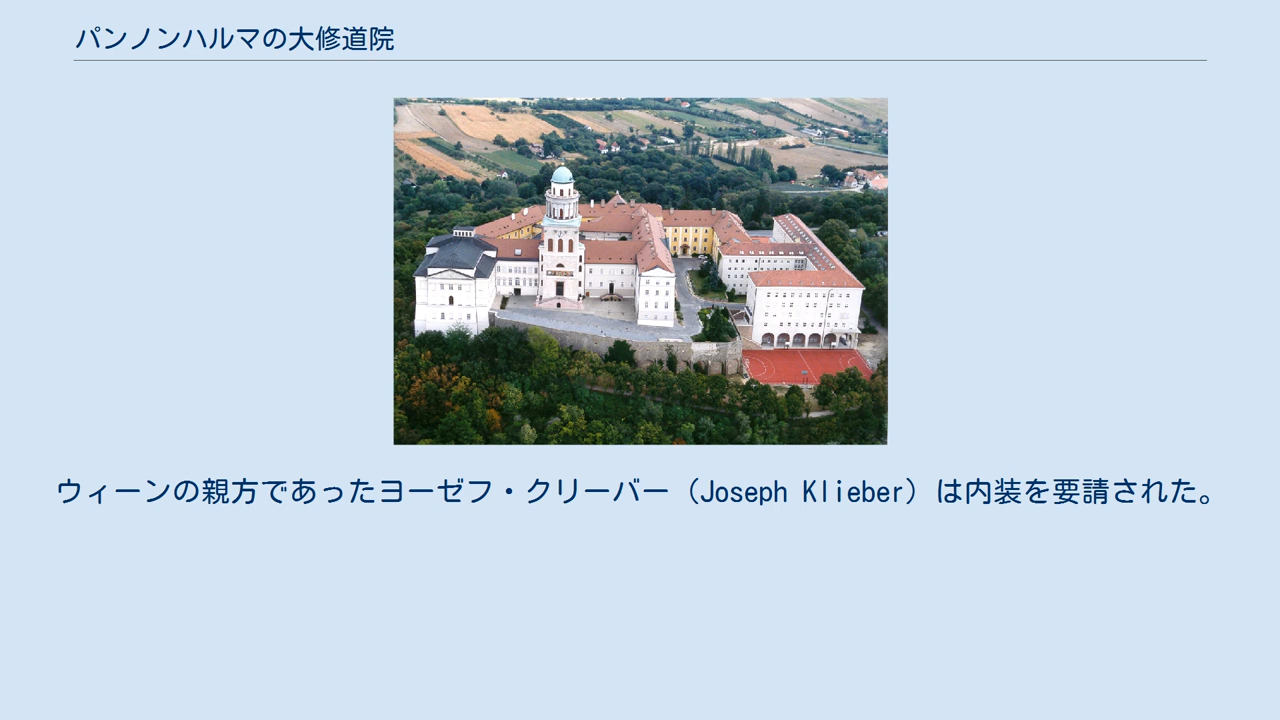 パンノンハルマの大修道院
ウィーンの親方であったヨーゼフ・クリーバー（Joseph Klieber）は内装を要請された。